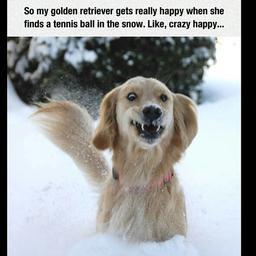 So my golden retriever gets really happy when she
finds a tennis ball in the snow. Like, crazy happy...